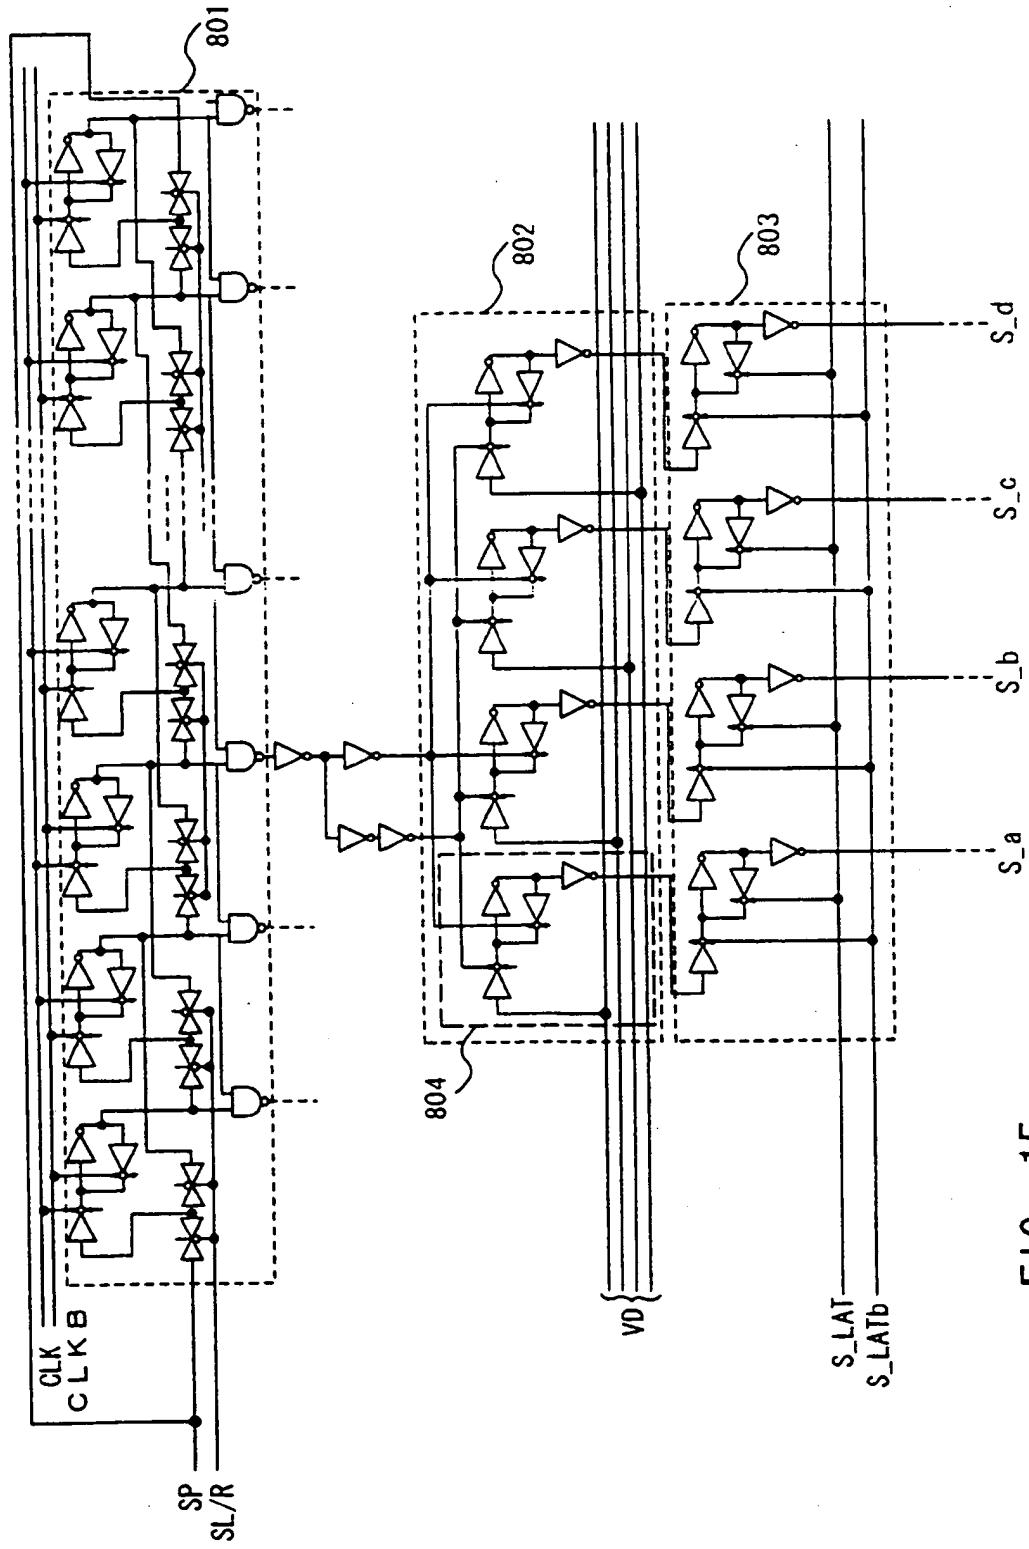 801
CLK
CLKB
SP
SL/R
802
804
VD
803
S_LAT
S_LATb
S_a
S_b
S_c
S_d